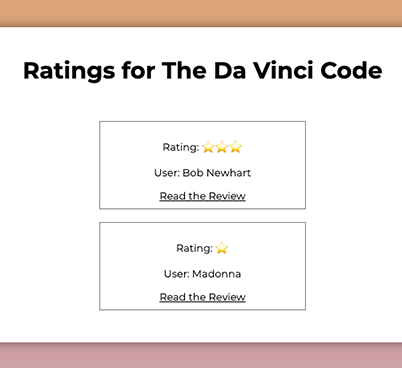 Ratings for The Da Vinci Code
Rating: ⭐⭐⭐
User: Bob Newhart
Read the Review
Rating: ⭐
User: Madonna
Read the Review